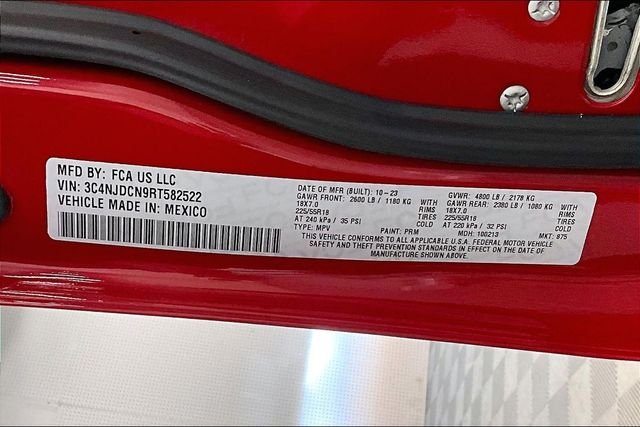 MFD BY: FCA US LLC
VIN: 3C4NJDCN9RT582522
VEHICLE MADE IN: MEXICO
DATE OF MFR (BUILT): 10-23 GVWR: 4800 LB / 2178 KG
GAWR FRONT: 2600 LB / 1180 KG GAWR REAR: 2380 LB / 1080 KG
18X7.0 RIMS 18X7.0 RIMS
225/55R18 TIRES 225/55R18 TIRES
AT 240 kPa / 35 PSI COLD AT 220 kPa / 32 PSI COLD
TYPE: MPV PAINT: PRM MDH: 100213 MKT: 875
THIS VEHICLE CONFORMS TO ALL APPLICABLE U.S.A. FEDERAL MOTOR VEHICLE
SAFETY AND THEFT PREVENTION STANDARDS IN EFFECT ON THE DATE OF
MANUFACTURE SHOWN ABOVE.